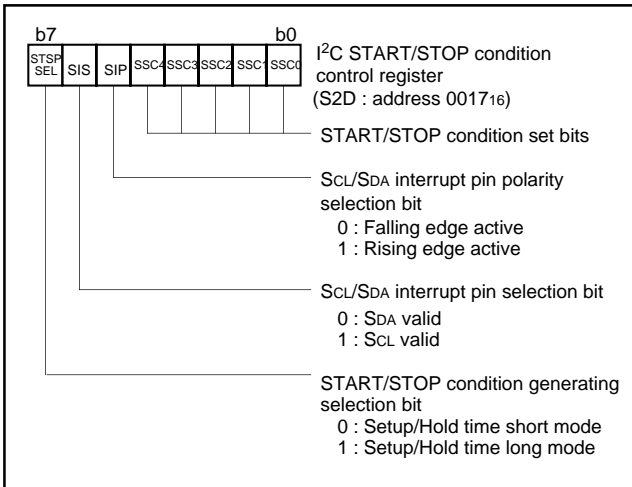 b7 b0
STSP SEL SIS SIP SSC4 SSC3 SSC2 SSC1 SSC0
I²C START/STOP condition
control register
(S2D : address 0017₁₆)
START/STOP condition set bits
SCL/SDA interrupt pin polarity
selection bit
0 : Falling edge active
1 : Rising edge active
SCL/SDA interrupt pin selection bit
0 : SDA valid
1 : SCL valid
START/STOP condition generating
selection bit
0 : Setup/Hold time short mode
1 : Setup/Hold time long mode